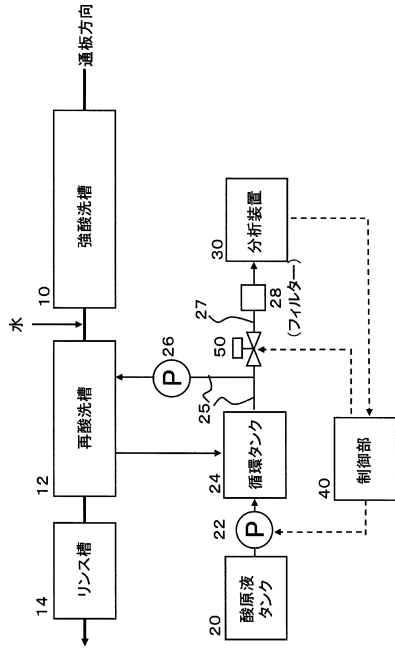 通板方向
強酸洗槽
10
水
再酸洗槽
12
リンス槽
14
P
26
25
50
27
28
(フィルター)
分析装置
30
循環タンク
24
P
22
酸原液
タンク
20
制御部
40